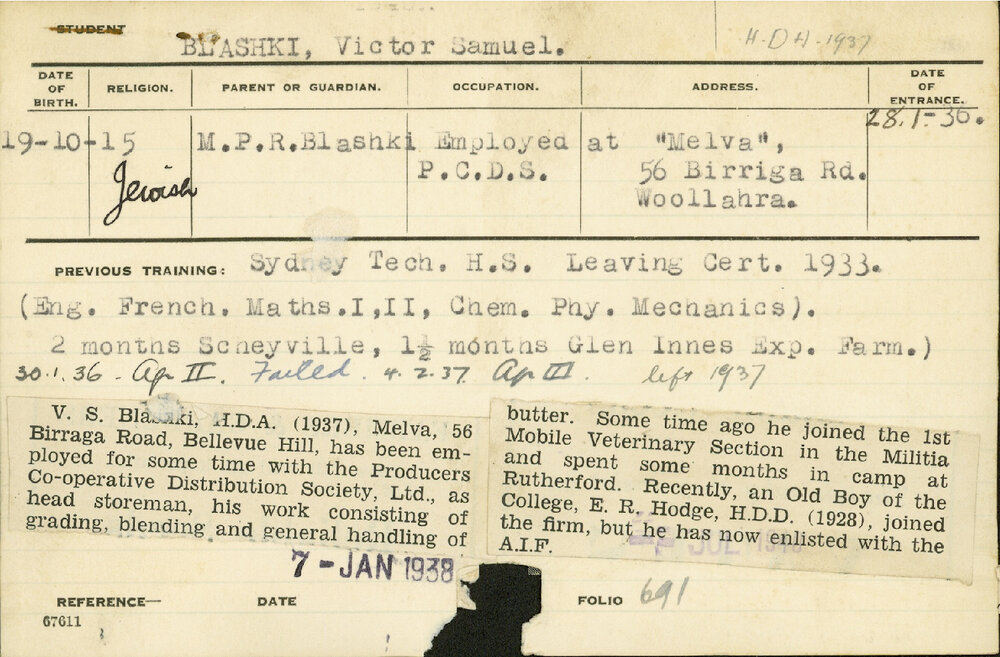 STUDENT
BLASHKI, Victor Samuel.
H.D.A. 1937
DATE OF BIRTH.
RELIGION.
PARENT OR GUARDIAN.
OCCUPATION.
ADDRESS.
DATE OF ENTRANCE.
28.1-36.
19-10-15
Jewish
M.P.R.Blashki
Employed at
P.C.D.S.
"Melva",
56 Birriga Rd.
Woollahra.
PREVIOUS TRAINING: Sydney Tech. H.S. Leaving Cert. 1933.
(Eng. French. Maths.I,II, Chem. Phy. Mechanics).
2 months Scheyville, 1½ months Glen Innes Exp. Farm.)
30.1.36 - Ag II. Failed. 4.2.37. Ag III. left 1937
V. S. Blashki, H.D.A. (1937), Melva, 56
Birraga Road, Bellevue Hill, has been em-
ployed for some time with the Producers
Co-operative Distribution Society, Ltd., as
head storeman, his work consisting of
grading, blending and general handling of
butter. Some time ago he joined the 1st
Mobile Veterinary Section in the Militia
and spent some months in camp at
Rutherford. Recently, an Old Boy of the
College, E. R. Hodge, H.D.D. (1928), joined
the firm, but he has now enlisted with the
A.I.F.
JUL
7 - JAN 1938
REFERENCE—
DATE
FOLIO 691
67611